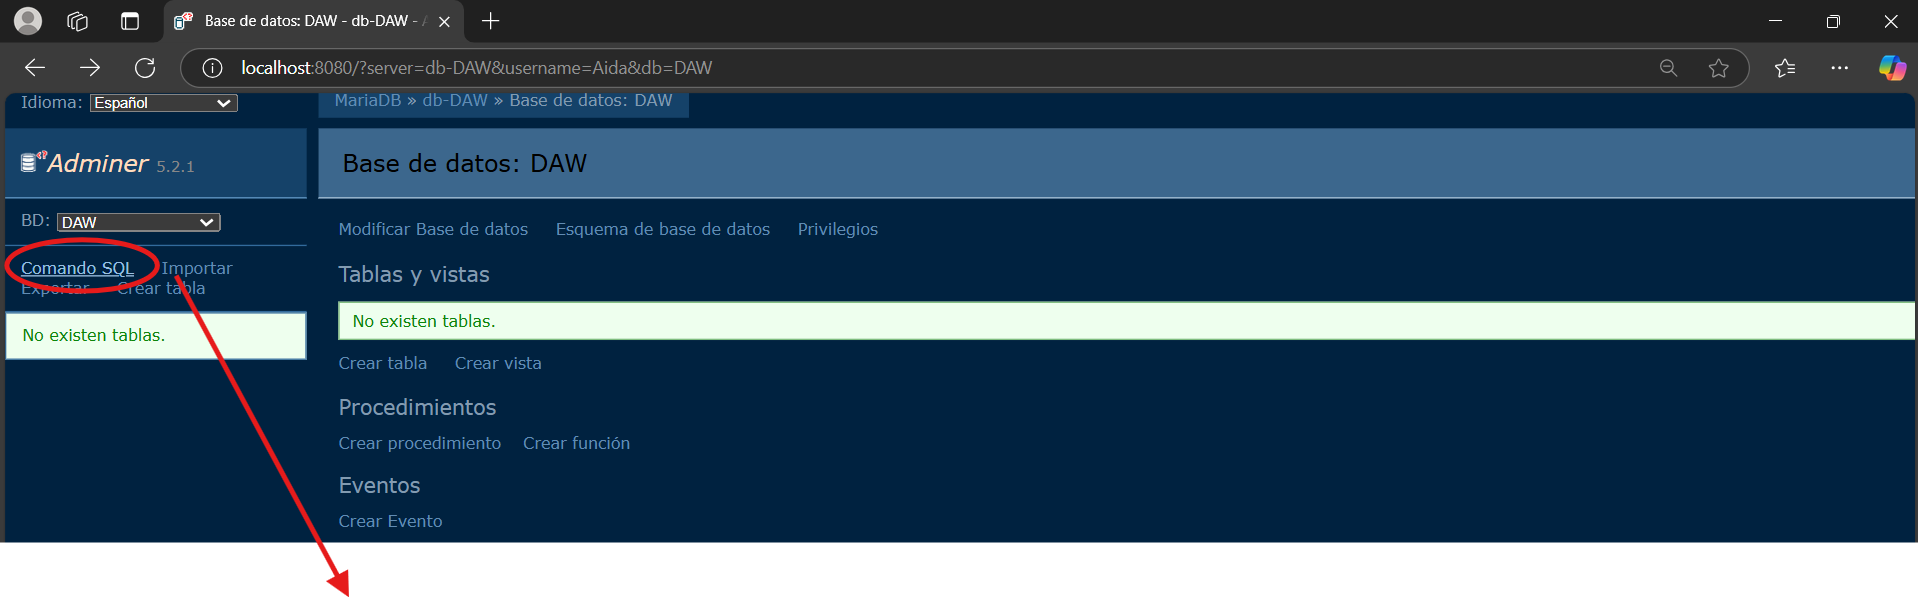 Base de datos: DAW - db-DAW -
localhost:8080/?server=db-DAW&username=Aida&db=DAW
Idioma: Español
MariaDB » db-DAW » Base de datos: DAW
Adminer 5.2.1
Base de datos: DAW
BD: DAW
Modificar Base de datos Esquema de base de datos Privilegios
Comando SQL Importar
Exportar Crear tabla
Tablas y vistas
No existen tablas.
No existen tablas.
Crear tabla Crear vista
Procedimientos
Crear procedimiento Crear función
Eventos
Crear Evento